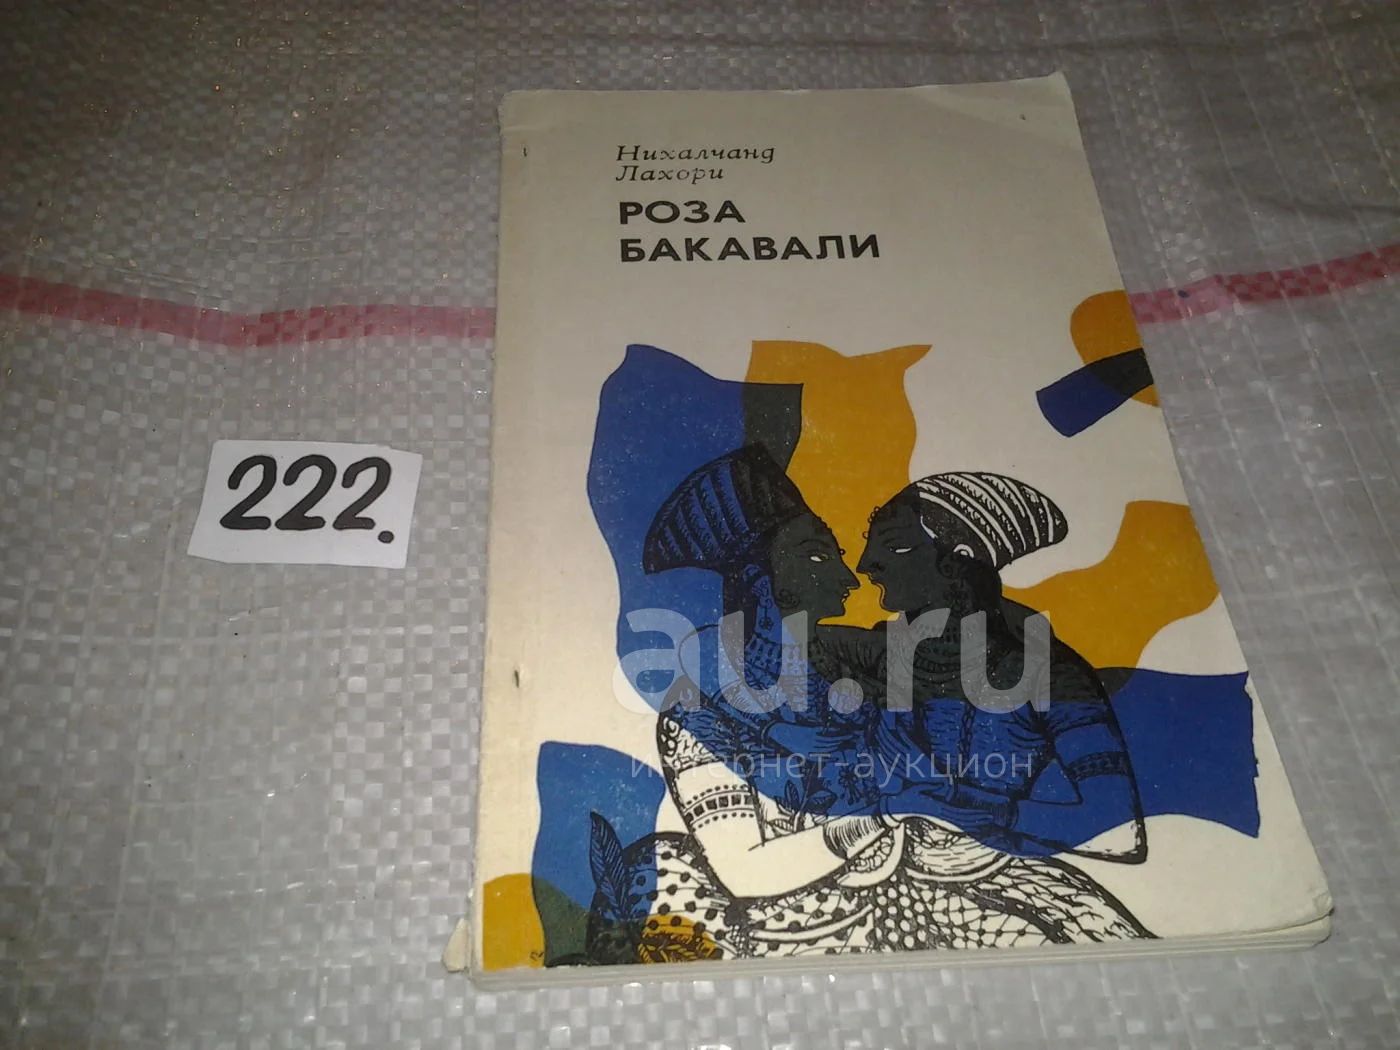 Нихалчанд
Лахори
РОЗА
БАКАВАЛИ
222.
au.ru
интернет-аукцион